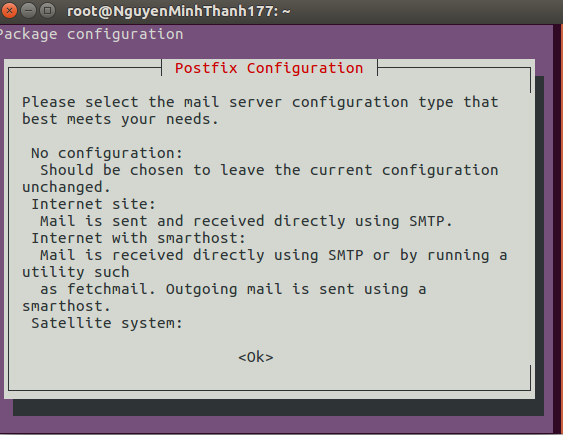 root@NguyenMinhThanh177: ~
Package configuration
Postfix Configuration
Please select the mail server configuration type that
best meets your needs.
No configuration:
Should be chosen to leave the current configuration
unchanged.
Internet site:
Mail is sent and received directly using SMTP.
Internet with smarthost:
Mail is received directly using SMTP or by running a
utility such
as fetchmail. Outgoing mail is sent using a
smarthost.
Satellite system:
<Ok>